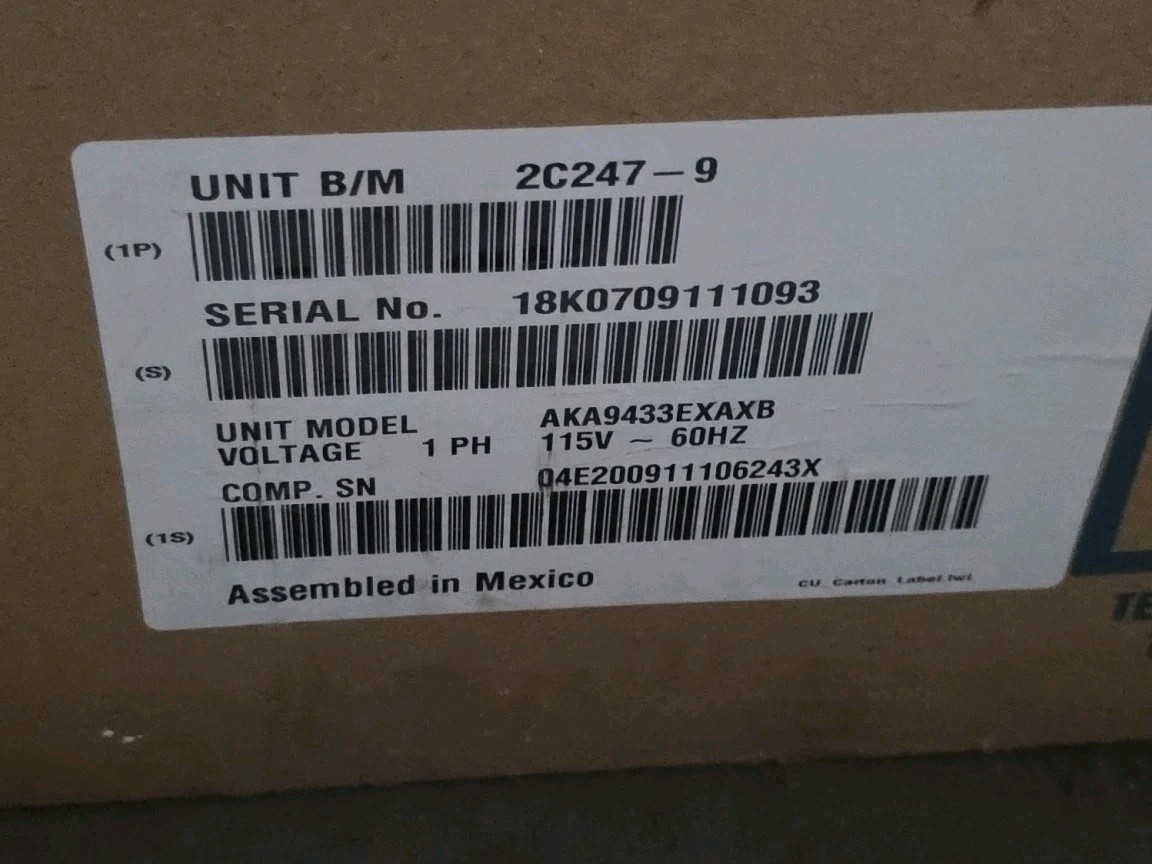 UNIT B/M 2C247-9
(1P)
SERIAL No. 18K0709111093
(S)
UNIT MODEL AKA9433EXAXB
VOLTAGE 1 PH 115V ~ 60HZ
COMP. SN 04E200911106243X
(1S)
Assembled in Mexico CU Carton Label.lwl
TE